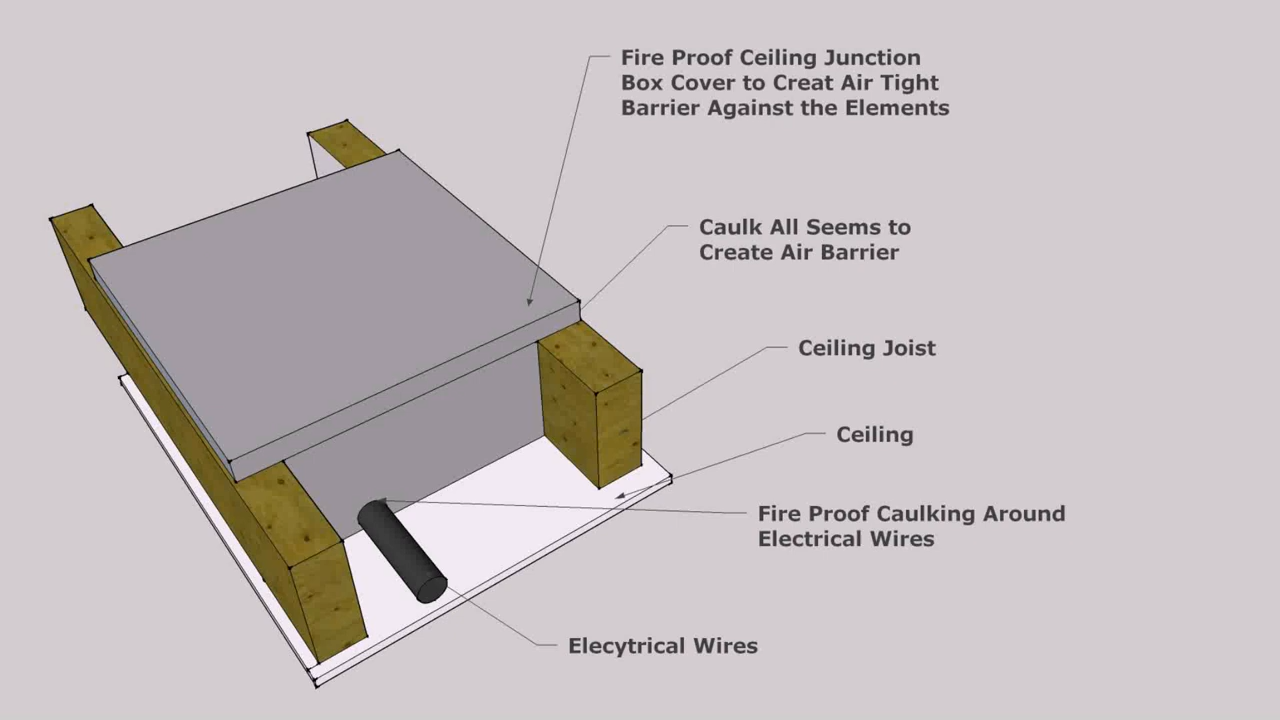 Fire Proof Ceiling Junction
Box Cover to Creat Air Tight
Barrier Against the Elements
Caulk All Seems to
Create Air Barrier
Ceiling Joist
Ceiling
Fire Proof Caulking Around
Electrical Wires
Elecytrical Wires